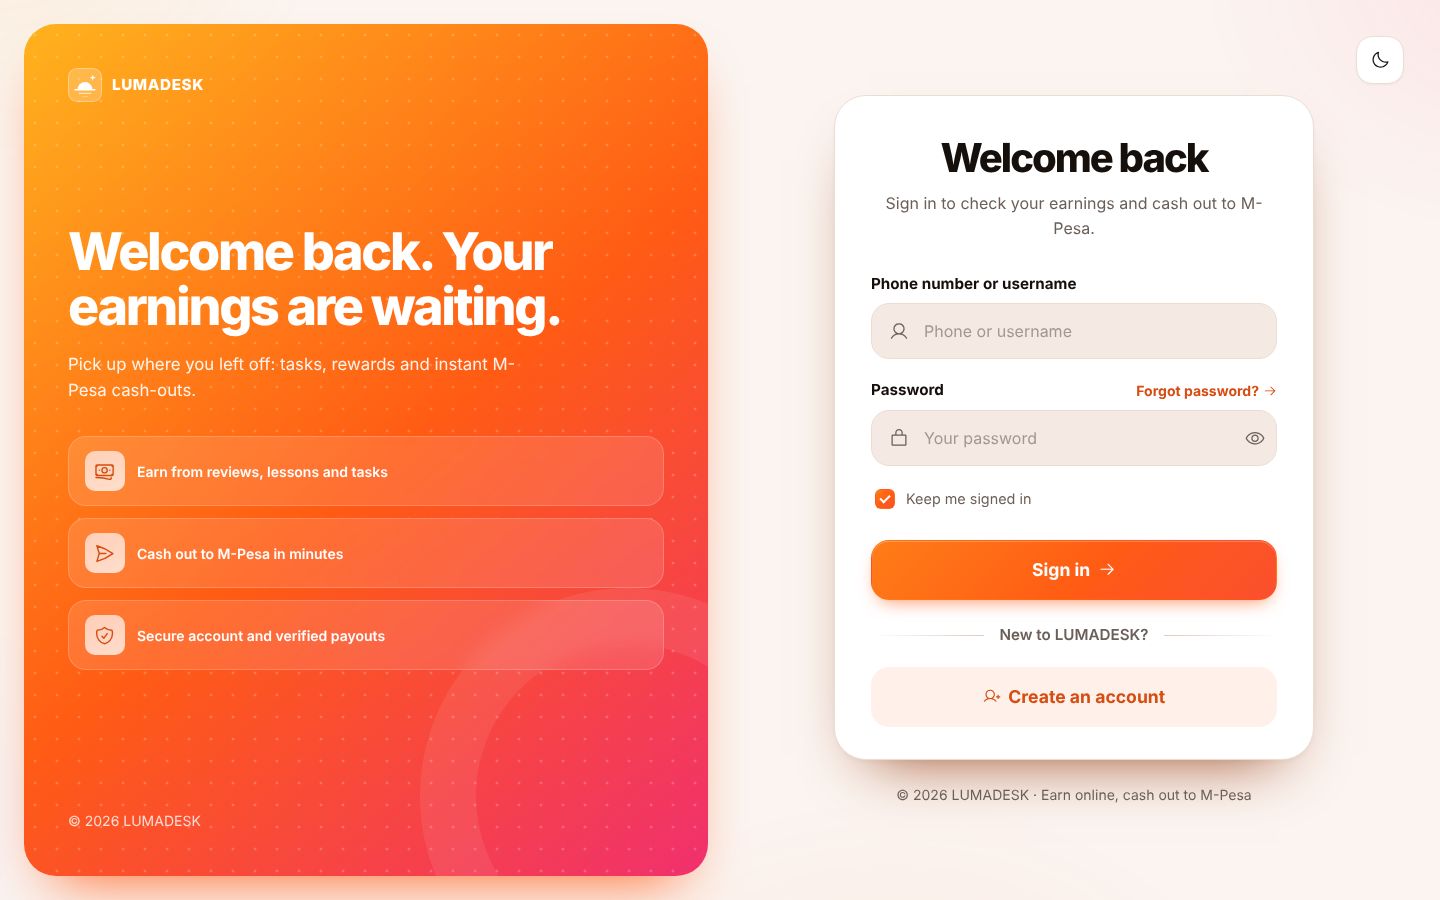 LUMADESK
Welcome back. Your
earnings are waiting.
Pick up where you left off: tasks, rewards and instant M-
Pesa cash-outs.
Earn from reviews, lessons and tasks
Cash out to M-Pesa in minutes
Secure account and verified payouts
© 2026 LUMADESK
Welcome back
Sign in to check your earnings and cash out to M-
Pesa.
Phone number or username
Phone or username
Password
Forgot password? →
Your password
Keep me signed in
Sign in →
New to LUMADESK?
Create an account
© 2026 LUMADESK · Earn online, cash out to M-Pesa